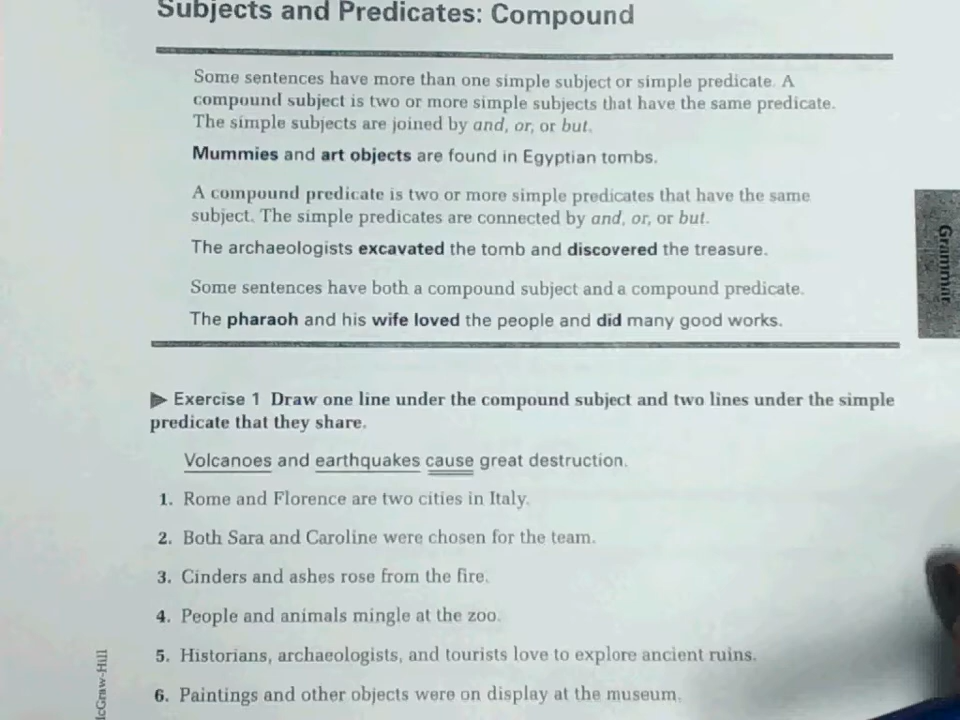 Subjects and Predicates: Compound
Some sentences have more than one simple subject or simple predicate. A
compound subject is two or more simple subjects that have the same predicate.
The simple subjects are joined by and, or, or but.
Mummies and art objects are found in Egyptian tombs.
A compound predicate is two or more simple predicates that have the same
subject. The simple predicates are connected by and, or, or but.
The archaeologists excavated the tomb and discovered the treasure.
Some sentences have both a compound subject and a compound predicate.
The pharaoh and his wife loved the people and did many good works.
Grammar
Exercise 1 Draw one line under the compound subject and two lines under the simple
predicate that they share.
Volcanoes and earthquakes cause great destruction.
1. Rome and Florence are two cities in Italy.
2. Both Sara and Caroline were chosen for the team.
3. Cinders and ashes rose from the fire.
4. People and animals mingle at the zoo.
5. Historians, archaeologists, and tourists love to explore ancient ruins.
6. Paintings and other objects were on display at the museum.
cGraw-Hill